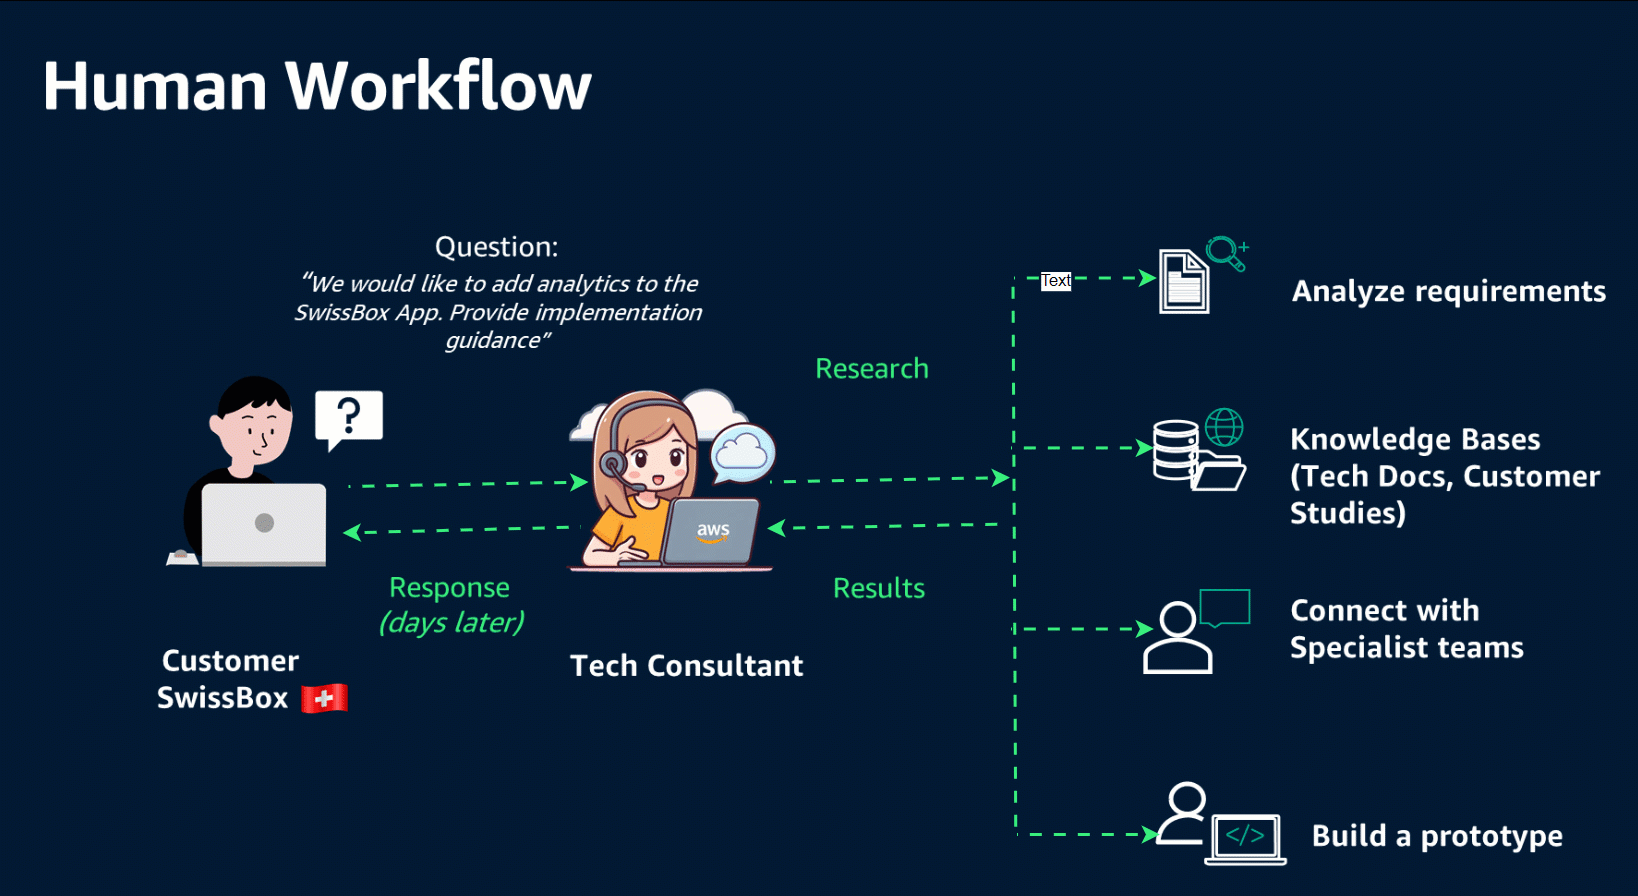 Human Workflow
Question:
“We would like to add analytics to the
SwissBox App. Provide implementation
guidance”
?
aws
Response
(days later)
Customer
SwissBox
Tech Consultant
Research
Results
Text
Analyze requirements
Knowledge Bases
(Tech Docs, Customer
Studies)
Connect with
Specialist teams
</>
Build a prototype